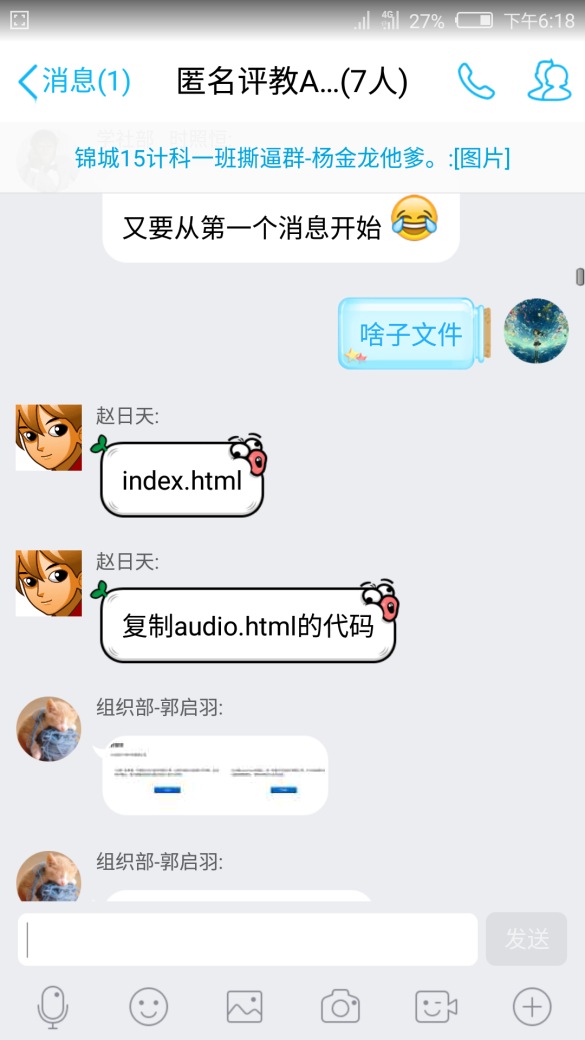 4G
27%
下午6:18
消息(1)
匿名评教A...(7人)
锦城15计科一班撕逼群-杨金龙他爹。:[图片]
又要从第一个消息开始
啥子文件
赵日天:
index.html
赵日天:
复制audio.html的代码
组织部-郭启羽:
组织部-郭启羽:
发送